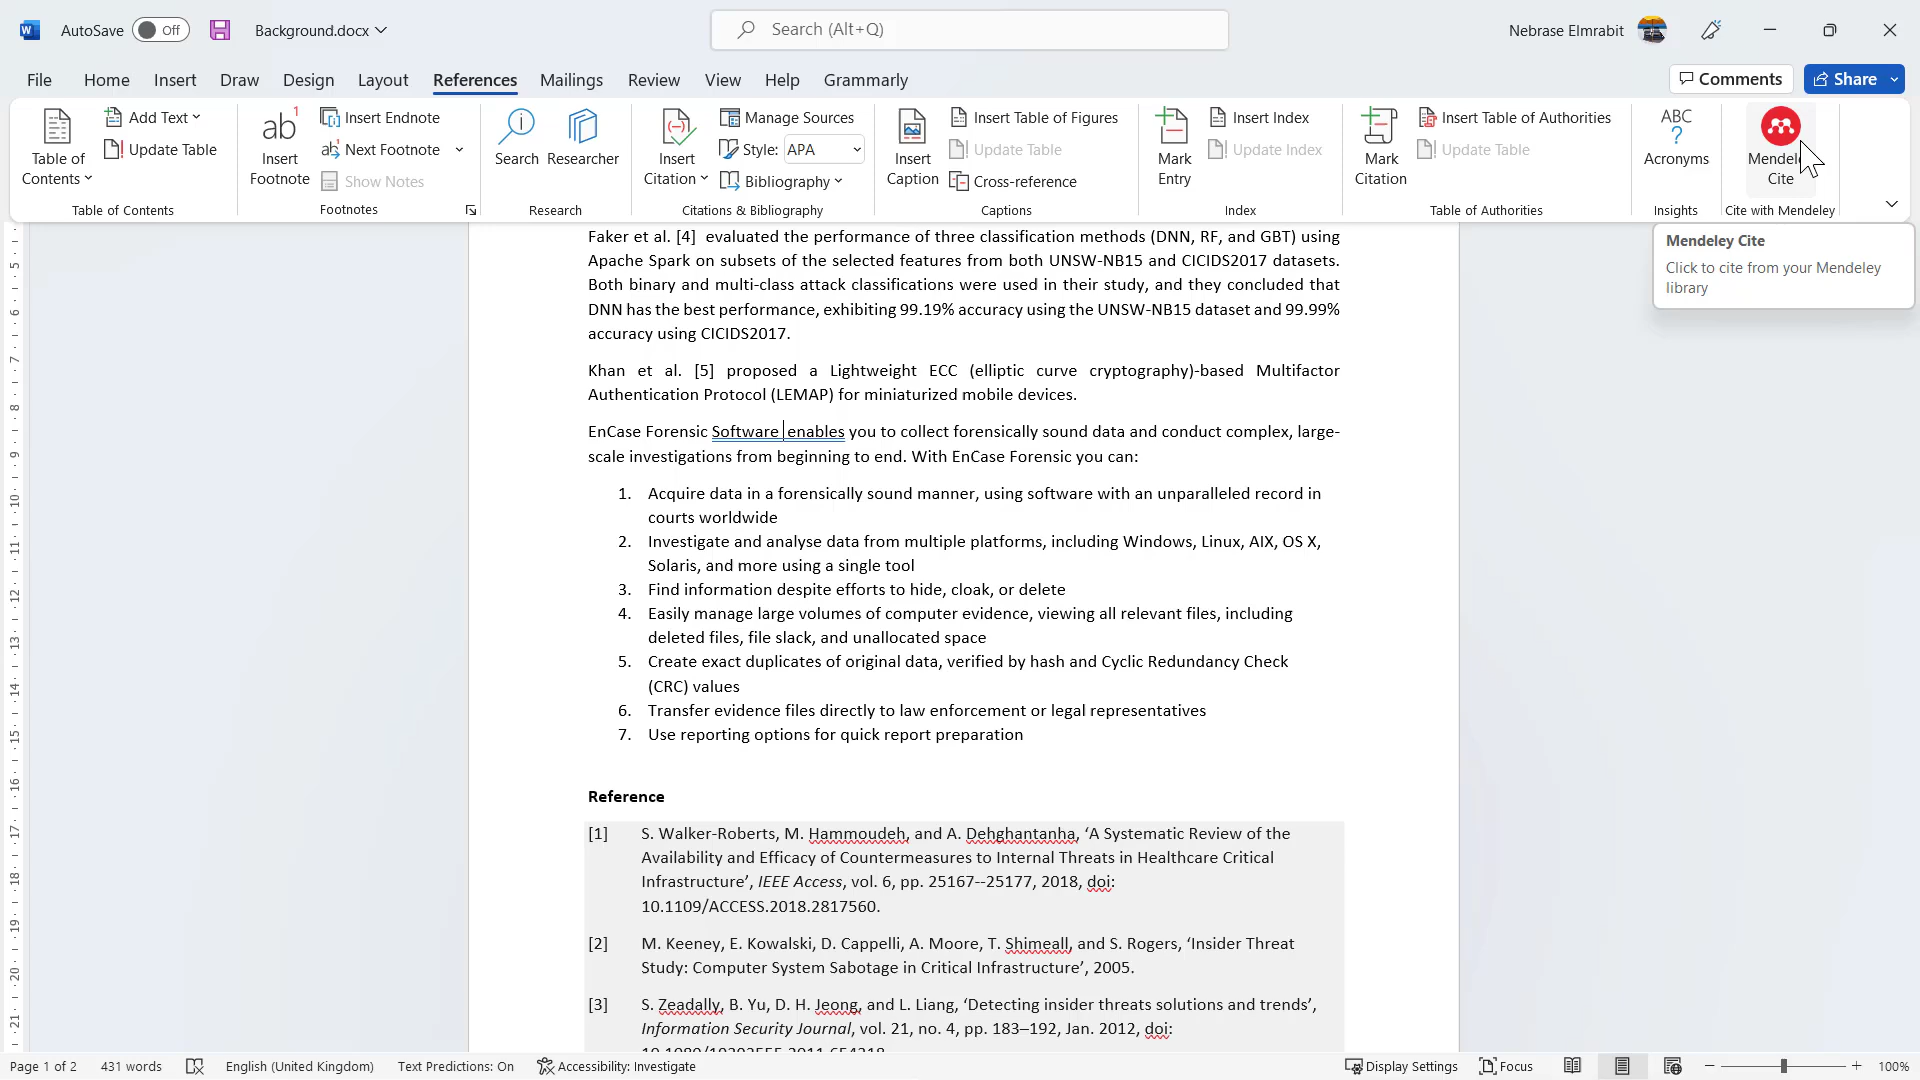 AutoSave Off Background.docx Search (Alt+Q) Nebrase Elmrabit
File Home Insert Draw Design Layout References Mailings Review View Help Grammarly Comments Share
Table of Contents
Add Text
Update Table
Table of Contents
ab1
Insert Footnote
Insert Endnote
Next Footnote
Show Notes
Footnotes
Search
Researcher
Research
Insert Citation
Manage Sources
Style: APA
Bibliography
Citations & Bibliography
Insert Caption
Insert Table of Figures
Update Table
Cross-reference
Captions
Mark Entry
Insert Index
Update Index
Index
Mark Citation
Insert Table of Authorities
Update Table
Table of Authorities
ABC
?
Acronyms
Insights
Cite
Cite with Mendeley
Mendeley Cite
Click to cite from your Mendeley
library
Faker et al. [4] evaluated the performance of three classification methods (DNN, RF, and GBT) using
Apache Spark on subsets of the selected features from both UNSW-NB15 and CICIDS2017 datasets.
Both binary and multi-class attack classifications were used in their study, and they concluded that
DNN has the best performance, exhibiting 99.19% accuracy using the UNSW-NB15 dataset and 99.99%
accuracy using CICIDS2017.
Khan et al. [5] proposed a Lightweight ECC (elliptic curve cryptography)-based Multifactor
Authentication Protocol (LEMAP) for miniaturized mobile devices.
EnCase Forensic Software enables you to collect forensically sound data and conduct complex, large-
scale investigations from beginning to end. With EnCase Forensic you can:
1. Acquire data in a forensically sound manner, using software with an unparalleled record in
courts worldwide
2. Investigate and analyse data from multiple platforms, including Windows, Linux, AIX, OS X,
Solaris, and more using a single tool
3. Find information despite efforts to hide, cloak, or delete
4. Easily manage large volumes of computer evidence, viewing all relevant files, including
deleted files, file slack, and unallocated space
5. Create exact duplicates of original data, verified by hash and Cyclic Redundancy Check
(CRC) values
6. Transfer evidence files directly to law enforcement or legal representatives
7. Use reporting options for quick report preparation
Reference
[1] S. Walker-Roberts, M. Hammoudeh, and A. Dehghantanha, ‘A Systematic Review of the
Availability and Efficacy of Countermeasures to Internal Threats in Healthcare Critical
Infrastructure’, IEEE Access, vol. 6, pp. 25167--25177, 2018, doi:
10.1109/ACCESS.2018.2817560.
[2] M. Keeney, E. Kowalski, D. Cappelli, A. Moore, T. Shimeall, and S. Rogers, ‘Insider Threat
Study: Computer System Sabotage in Critical Infrastructure’, 2005.
[3] S. Zeadally, B. Yu, D. H. Jeong, and L. Liang, ‘Detecting insider threats solutions and trends’,
Information Security Journal, vol. 21, no. 4, pp. 183–192, Jan. 2012, doi:
5 6 7 8 9 10 11 12 13 14 15 16 17 18 19 20 21
Page 1 of 2 431 words English (United Kingdom) Text Predictions: On Accessibility: Investigate Display Settings Focus 100%